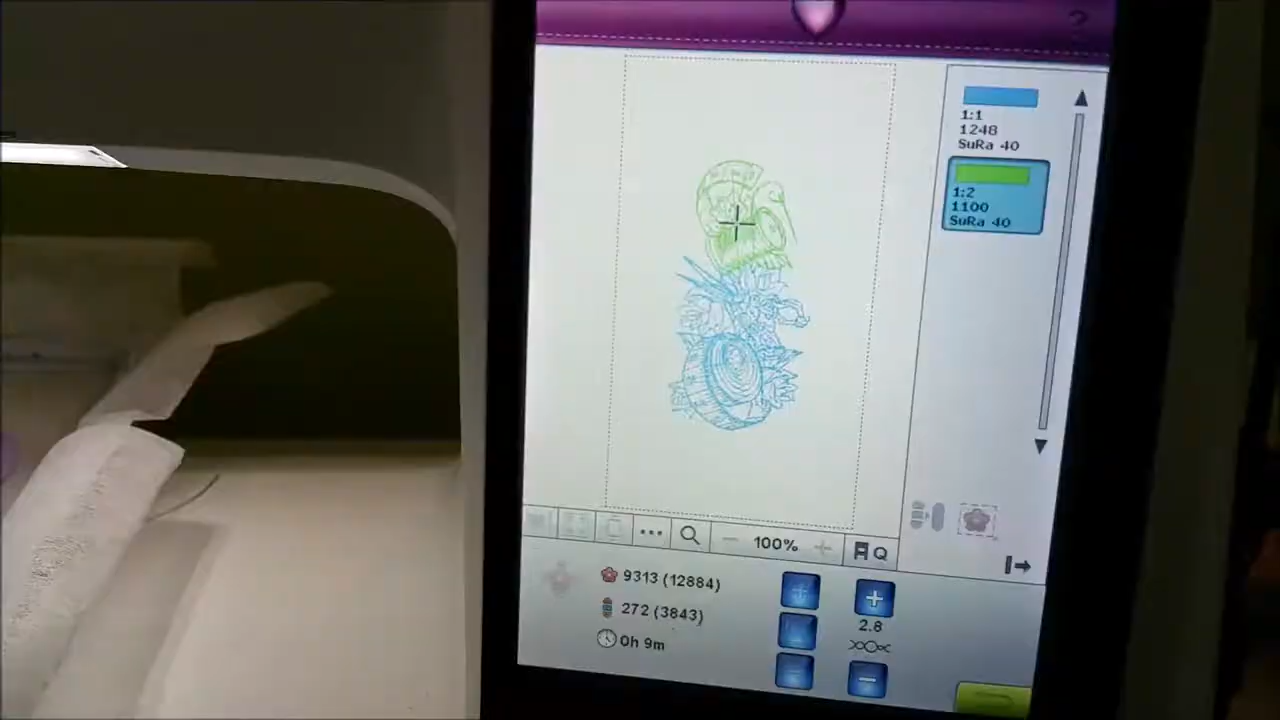 ?
1:1
1248
SuRa 40
1:2
1100
SuRa 40
100%
Q
9313 (12884)
272 (3843)
0h 9m
2.8